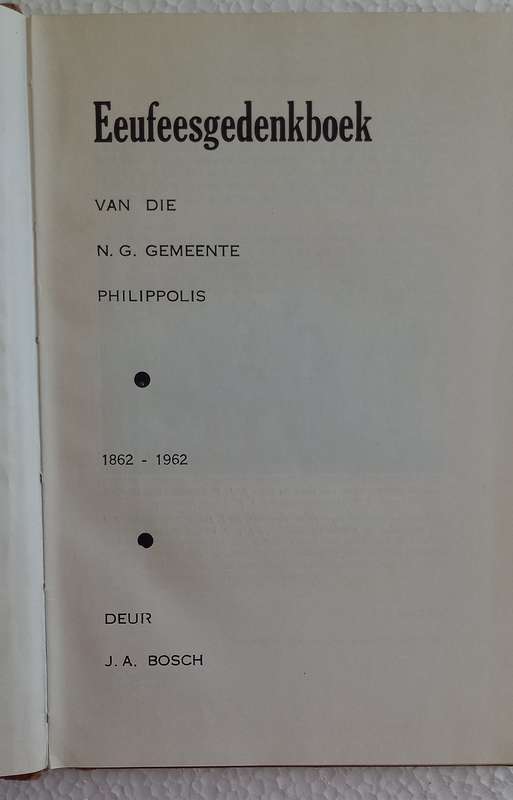 Eeufeesgedenkboek
VAN DIE
N. G. GEMEENTE
PHILIPPOLIS
1862 - 1962
DEUR
J. A. BOSCH